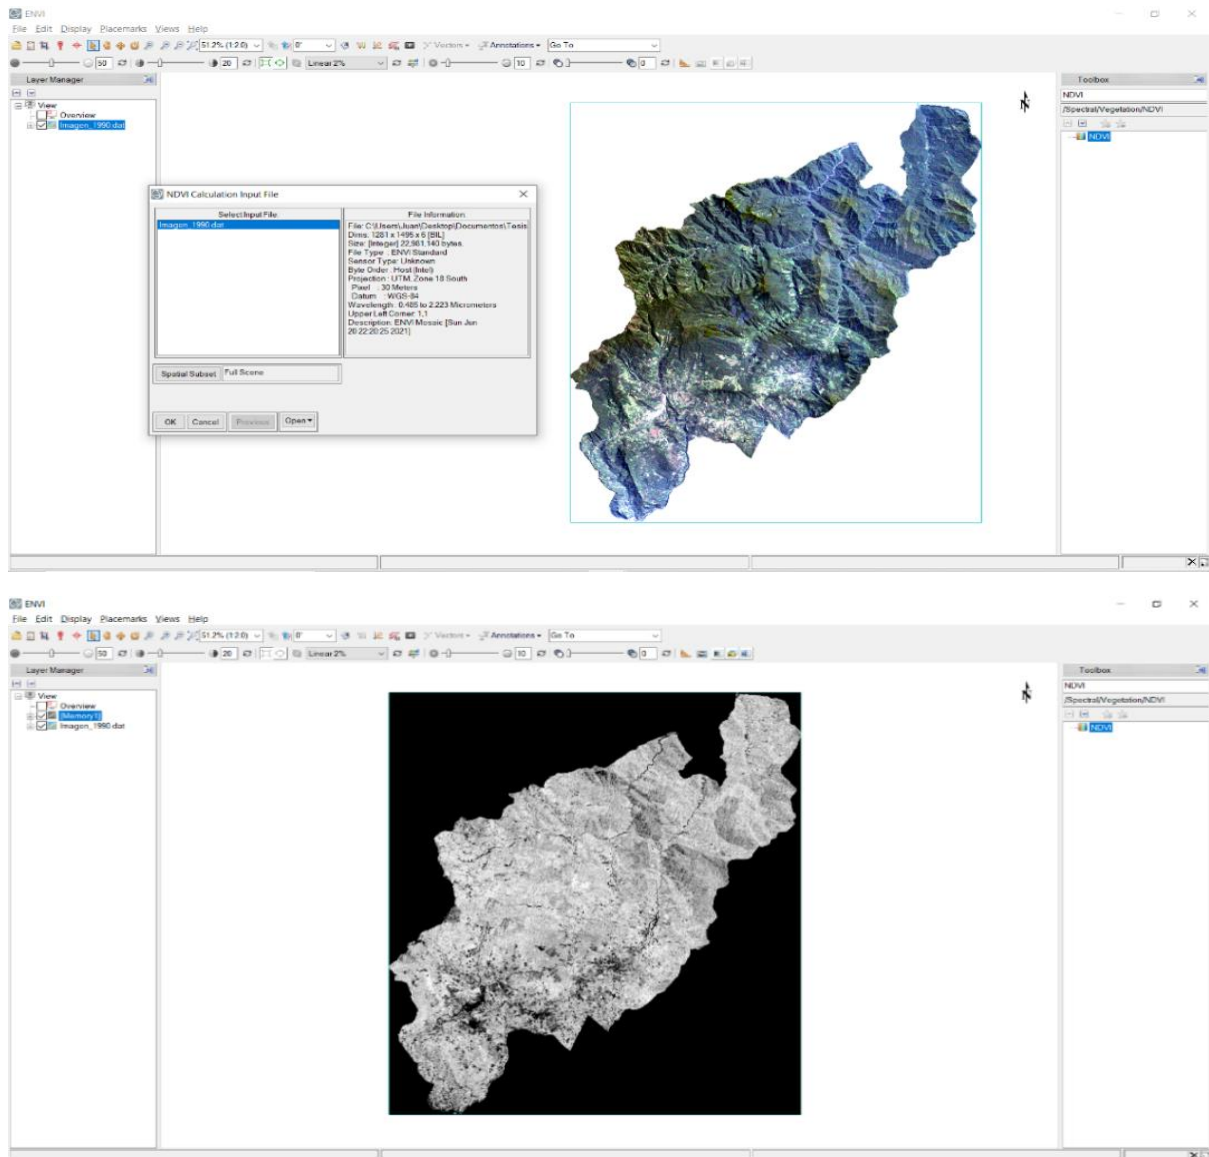 ENVI
File Edit Display Placemarks Views Help
51.2% (1:2.0) 0° Vectors Annotations Go To
50 20 Linear 2% 10 0
Layer Manager
Toolbox
NDVI
View
Overview
Imagen_1990.dat
/Spectral/Vegetation/NDVI
NDVI
NDVI Calculation Input File
Select Input File
Imagen_1990.dat
File Information
File: C:\Users\Juan\Desktop\Documentos\Tesis
Dims: 1281 x 1495 x 6 [BIL]
Size: [Integer] 22,981,140 bytes.
File Type : ENVI Standard
Sensor Type: Unknown
Byte Order : Host (Intel)
Projection : UTM, Zone 18 South
Pixel : 30 Meters
Datum : WGS-84
Wavelength : 0.485 to 2.223 Micrometers
Upper Left Corner: 1,1
Description: ENVI Mosaic [Sun Jun
20 22:20:25 2021]
Spatial Subset Full Scene
OK Cancel Previous Open
ENVI
File Edit Display Placemarks Views Help
51.2% (1:2.0) 0° Vectors Annotations Go To
50 20 Linear 2% 10 0
Layer Manager
Toolbox
NDVI
View
Overview
[Memory1]
Imagen_1990.dat
/Spectral/Vegetation/NDVI
NDVI